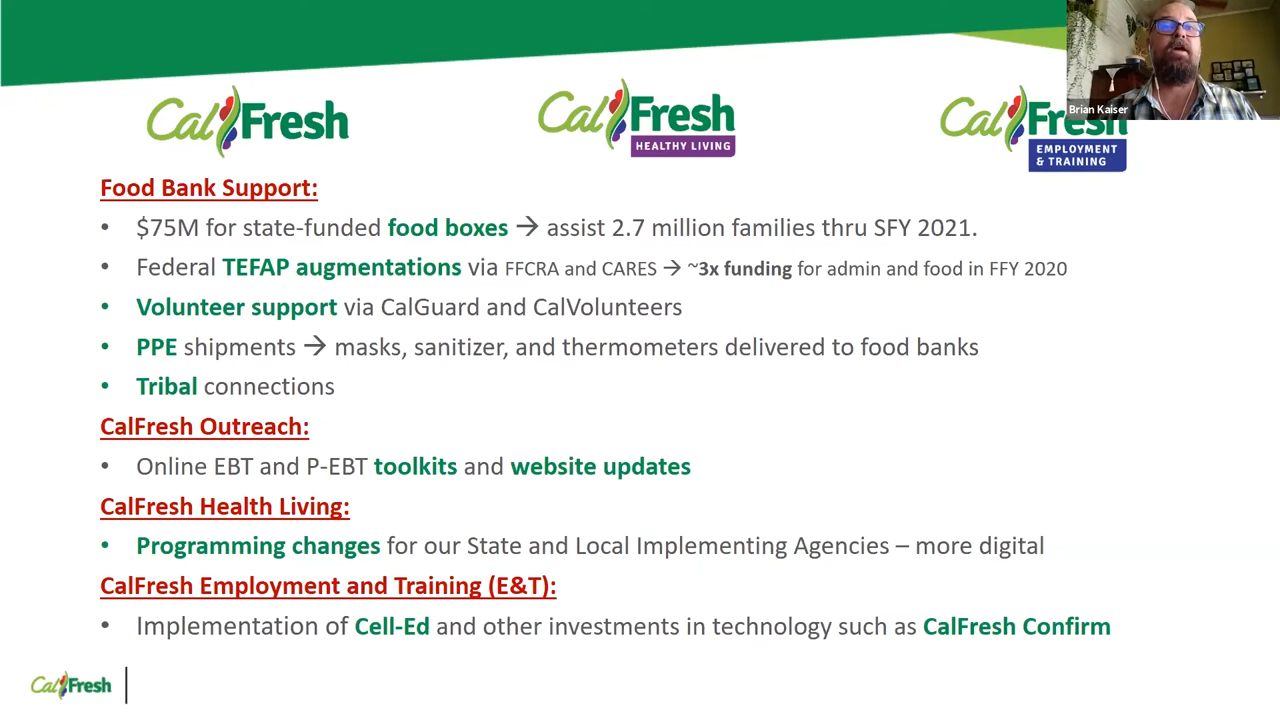 CalFresh
CalFresh
HEALTHY LIVING
CalFresh
EMPLOYMENT
& TRAINING
Brian Kaiser
Food Bank Support:
• $75M for state-funded food boxes → assist 2.7 million families thru SFY 2021.
• Federal TEFAP augmentations via FFCRA and CARES → ~3x funding for admin and food in FFY 2020
• Volunteer support via CalGuard and CalVolunteers
• PPE shipments → masks, sanitizer, and thermometers delivered to food banks
• Tribal connections
CalFresh Outreach:
• Online EBT and P-EBT toolkits and website updates
CalFresh Health Living:
• Programming changes for our State and Local Implementing Agencies – more digital
CalFresh Employment and Training (E&T):
• Implementation of Cell-Ed and other investments in technology such as CalFresh Confirm
CalFresh